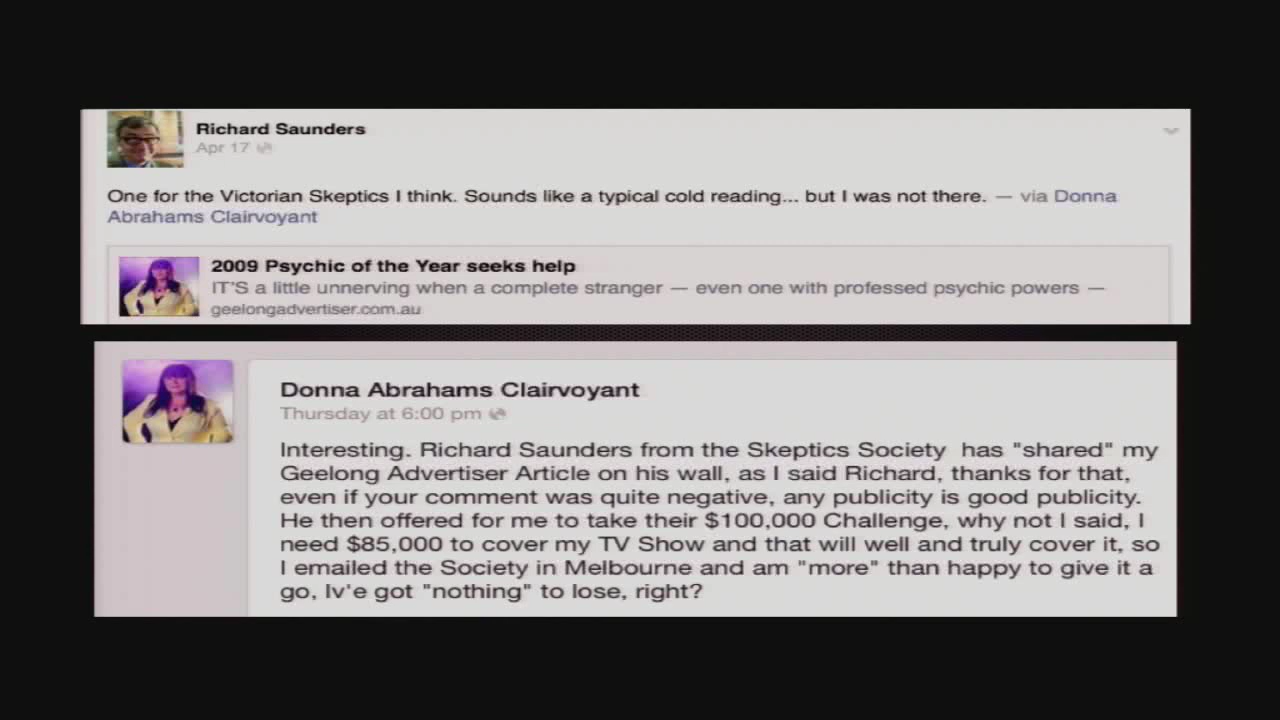 Richard Saunders
Apr 17
One for the Victorian Skeptics I think. Sounds like a typical cold reading... but I was not there. — via Donna
Abrahams Clairvoyant
2009 Psychic of the Year seeks help
IT'S a little unnerving when a complete stranger — even one with professed psychic powers —
geelongadvertiser.com.au
Donna Abrahams Clairvoyant
Thursday at 6:00 pm
Interesting. Richard Saunders from the Skeptics Society has "shared" my
Geelong Advertiser Article on his wall, as I said Richard, thanks for that,
even if your comment was quite negative, any publicity is good publicity.
He then offered for me to take their $100,000 Challenge, why not I said, I
need $85,000 to cover my TV Show and that will well and truly cover it, so
I emailed the Society in Melbourne and am "more" than happy to give it a
go, Iv'e got "nothing" to lose, right?